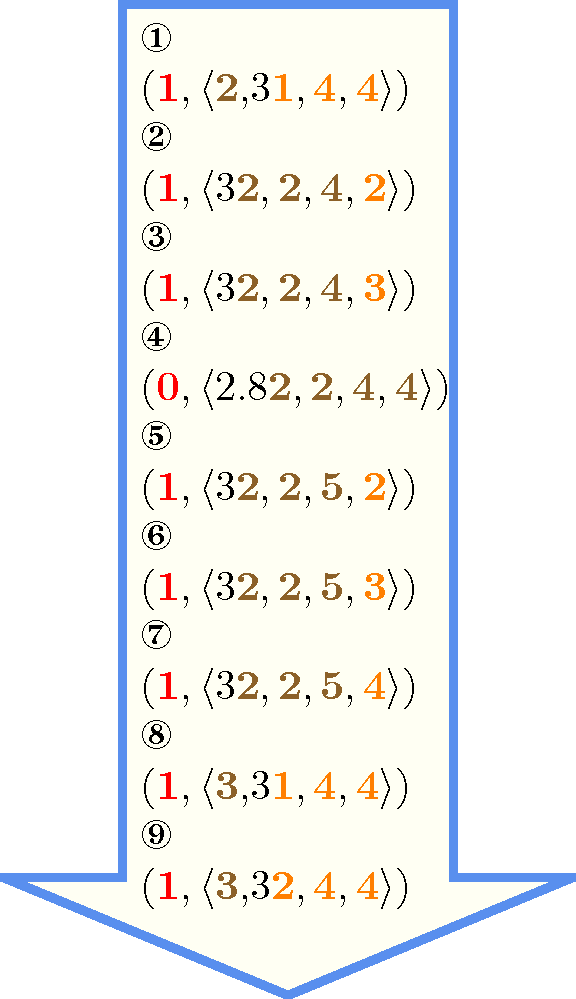 ①
(1, ⟨2,31, 4, 4⟩)
②
(1, ⟨32, 2, 4, 2⟩)
③
(1, ⟨32, 2, 4, 3⟩)
④
(0, ⟨2.82, 2, 4, 4⟩)
⑤
(1, ⟨32, 2, 5, 2⟩)
⑥
(1, ⟨32, 2, 5, 3⟩)
⑦
(1, ⟨32, 2, 5, 4⟩)
⑧
(1, ⟨3,31, 4, 4⟩)
⑨
(1, ⟨3,32, 4, 4⟩)